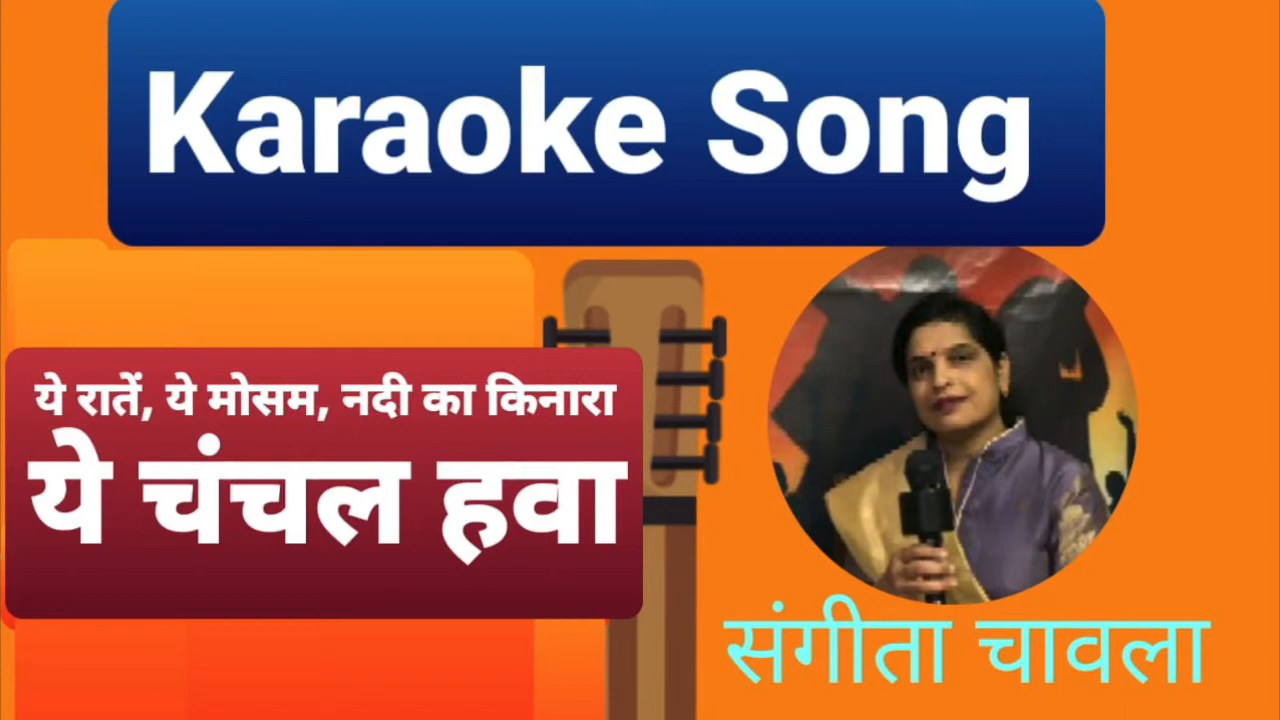 Karaoke Song
ये रातें, ये मोसम, नदी का किनारा
ये चंचल हवा
संगीता चावला